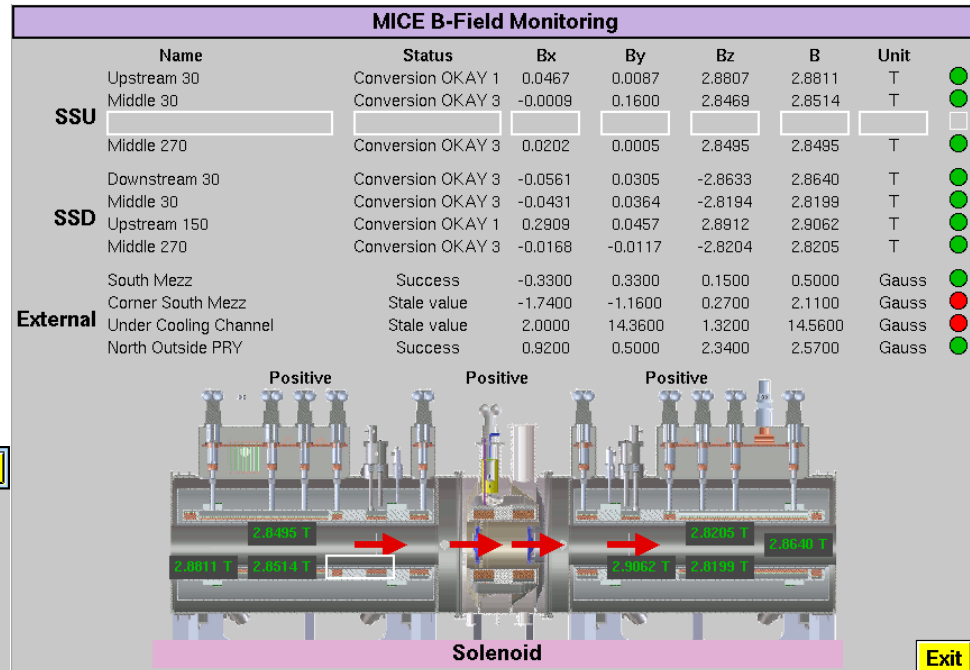 MICE B-Field Monitoring
Name Status Bx By Bz B Unit
Upstream 30 Conversion OKAY 1 0.0467 0.0087 2.8807 2.8811 T
Middle 30 Conversion OKAY 3 -0.0009 0.1600 2.8469 2.8514 T
SSU
Middle 270 Conversion OKAY 3 0.0202 0.0005 2.8495 2.8495 T
Downstream 30 Conversion OKAY 3 -0.0561 0.0305 -2.8633 2.8640 T
Middle 30 Conversion OKAY 3 -0.0431 0.0364 -2.8194 2.8199 T
SSD Upstream 150 Conversion OKAY 1 0.2909 0.0457 2.8912 2.9062 T
Middle 270 Conversion OKAY 3 -0.0168 -0.0117 -2.8204 2.8205 T
South Mezz Success -0.3300 0.3300 0.1500 0.5000 Gauss
Corner South Mezz Stale value -1.7400 -1.1600 0.2700 2.1100 Gauss
External Under Cooling Channel Stale value 2.0000 14.3600 1.3200 14.5600 Gauss
North Outside PRY Success 0.9200 0.5000 2.3400 2.5700 Gauss
Positive Positive Positive
2.8495 T 2.8205 T 2.8640 T
2.8811 T 2.8514 T 2.9062 T 2.8199 T
Solenoid
Exit